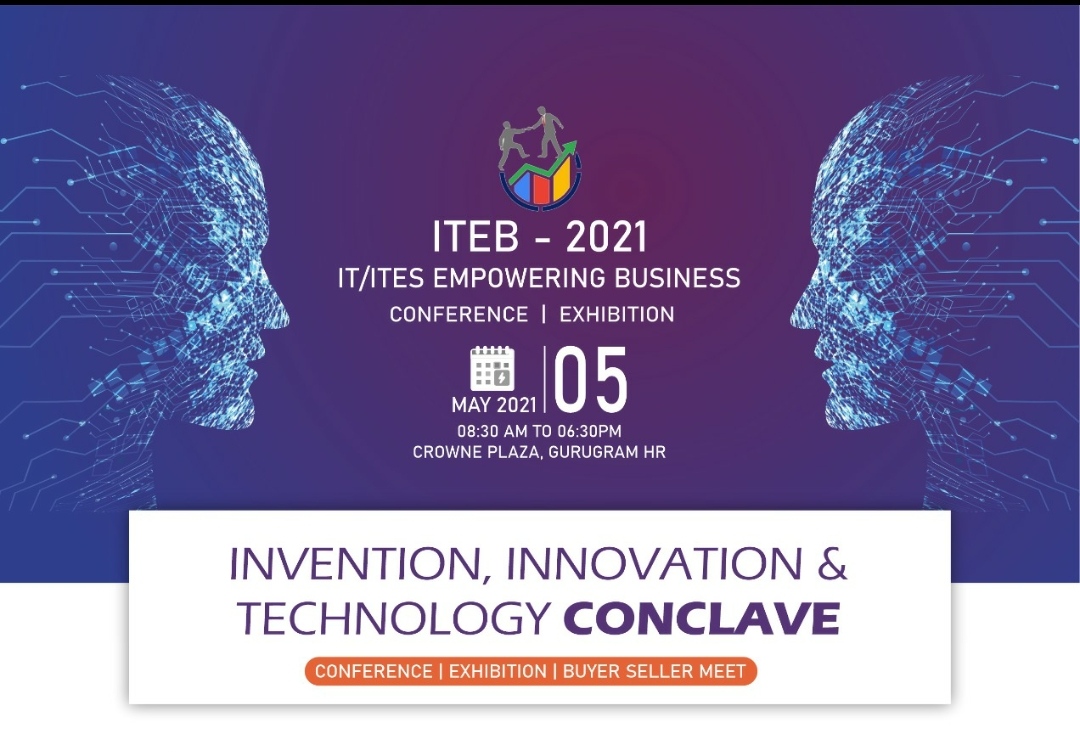 ITEB - 2021
IT/ITES EMPOWERING BUSINESS
CONFERENCE | EXHIBITION
MAY 2021 | 05
08:30 AM TO 06:30PM
CROWNE PLAZA, GURUGRAM HR
INVENTION, INNOVATION &
TECHNOLOGY CONCLAVE
CONFERENCE | EXHIBITION | BUYER SELLER MEET